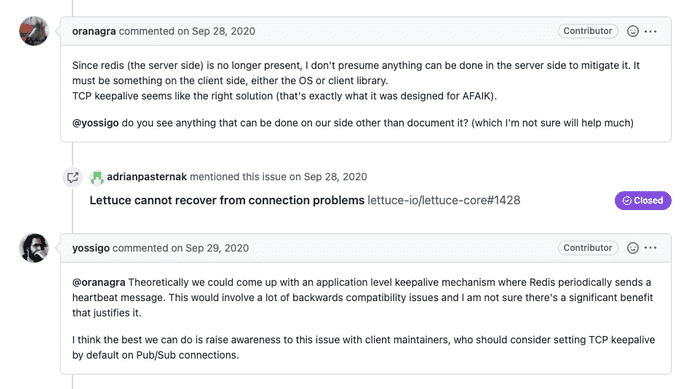 oranagra commented on Sep 28, 2020
Contributor
Since redis (the server side) is no longer present, I don't presume anything can be done in the server side to mitigate it. It
must be something on the client side, either the OS or client library.
TCP keepalive seems like the right solution (that's exactly what it was designed for AFAIK).
@yossigo do you see anything that can be done on our side other than document it? (which I'm not sure will help much)
adrianpasternak mentioned this issue on Sep 28, 2020
Lettuce cannot recover from connection problems lettuce-io/lettuce-core#1428
Closed
yossigo commented on Sep 29, 2020
Contributor
@oranagra Theoretically we could come up with an application level keepalive mechanism where Redis periodically sends a
heartbeat message. This would involve a lot of backwards compatibility issues and I am not sure there's a significant benefit
that justifies it.
I think the best we can do is raise awareness to this issue with client maintainers, who should consider setting TCP keepalive
by default on Pub/Sub connections.